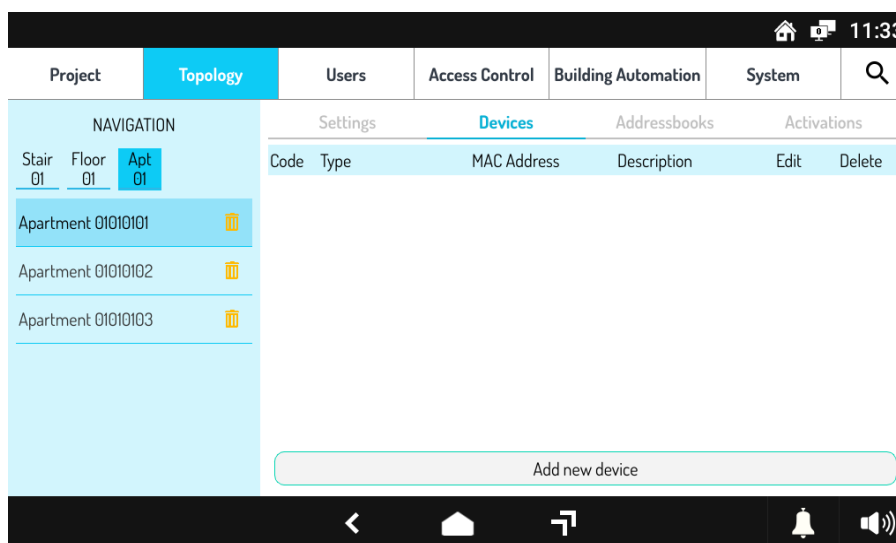 11:33
Project Topology Users Access Control Building Automation System
NAVIGATION
Settings Devices Addressbooks Activations
Stair Floor Apt
01 01 01
Code Type MAC Address Description Edit Delete
Apartment 01010101
Apartment 01010102
Apartment 01010103
Add new device